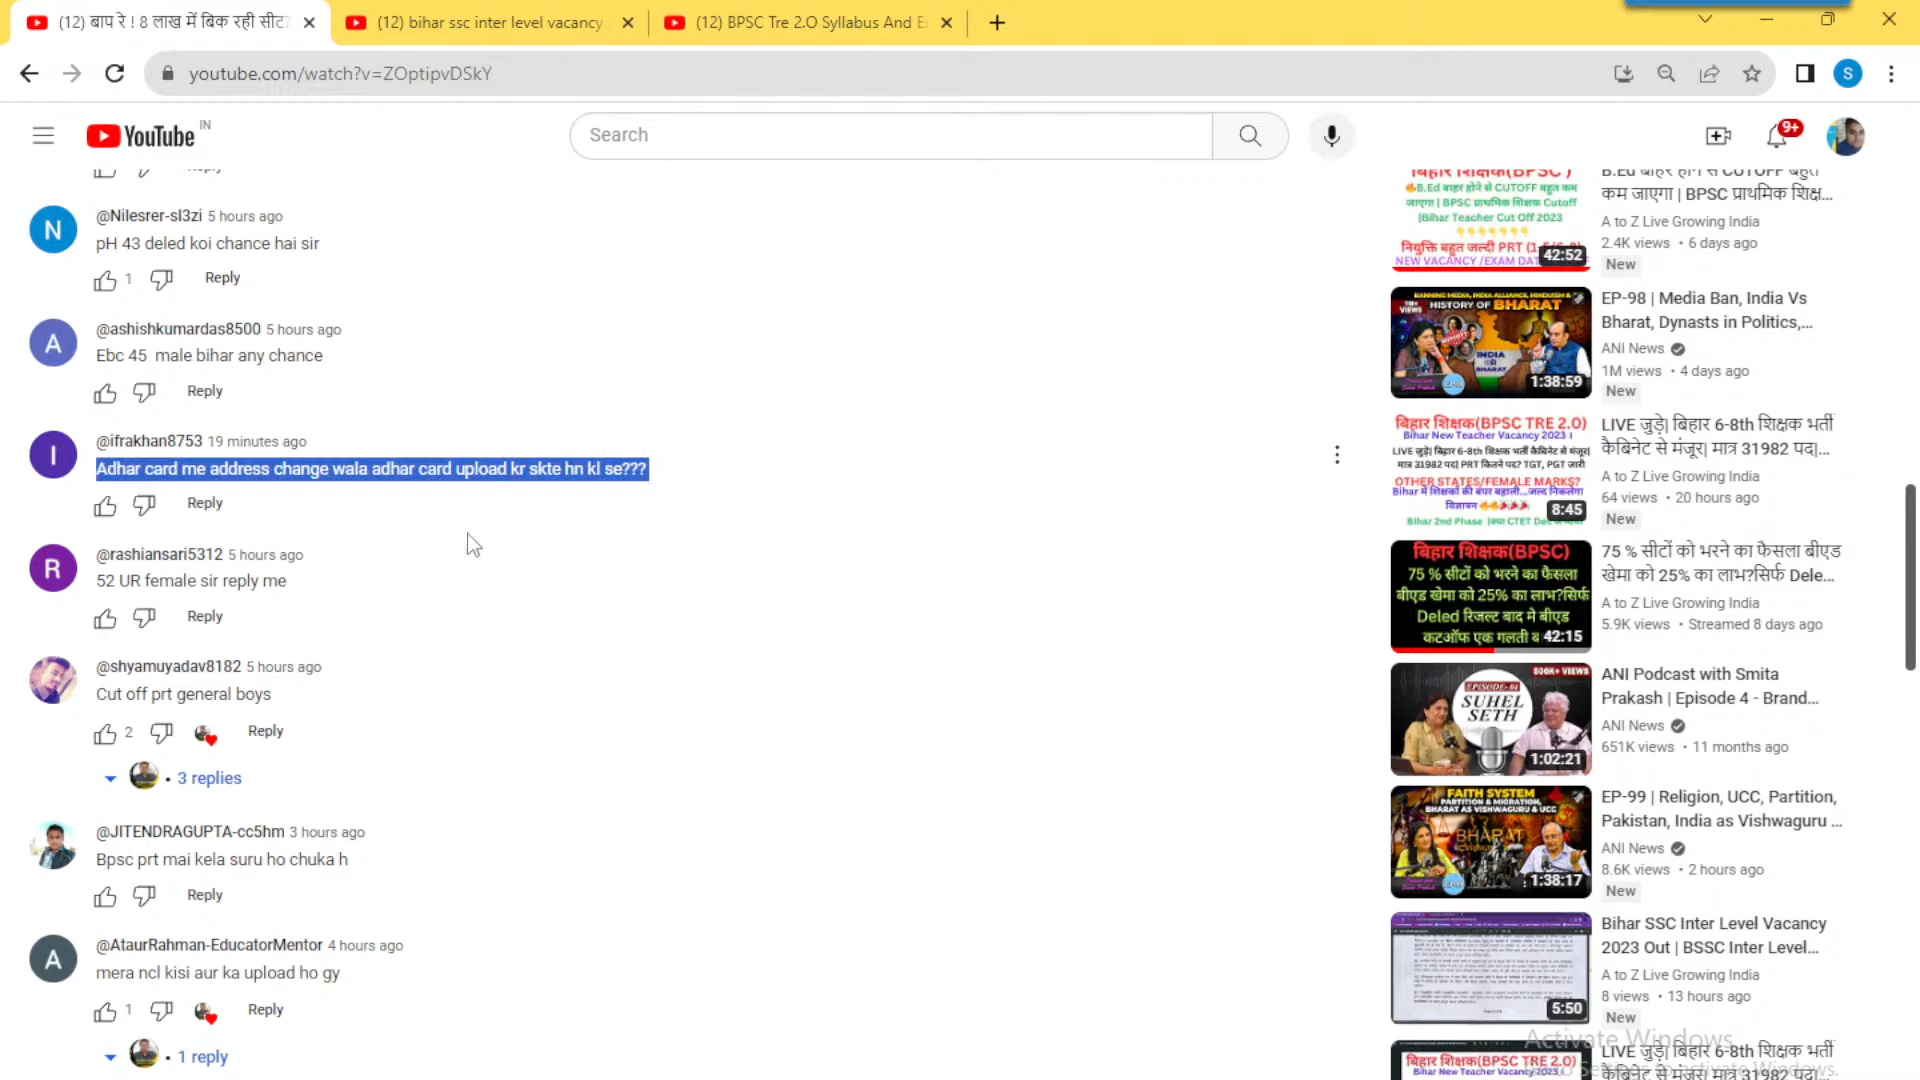 (12) बाप रे ! 8 लाख में बिक रही सीट
(12) bihar ssc inter level vacancy
(12) BPSC Tre 2.O Syllabus And E
youtube.com/watch?v=ZOptipvDSkY
S
YouTube IN
Search
9+
N
@Nilesrer-sl3zi 5 hours ago
pH 43 deled koi chance hai sir
1
Reply
A
@ashishkumardas8500 5 hours ago
Ebc 45 male bihar any chance
Reply
I
@ifrakhan8753 19 minutes ago
Adhar card me address change wala adhar card upload kr skte hn kl se???
Reply
R
@rashiansari5312 5 hours ago
52 UR female sir reply me
Reply
@shyamuyadav8182 5 hours ago
Cut off prt general boys
2
Reply
• 3 replies
@JITENDRAGUPTA-cc5hm 3 hours ago
Bpsc prt mai kela suru ho chuka h
Reply
A
@AtaurRahman-EducatorMentor 4 hours ago
mera ncl kisi aur ka upload ho gy
1
Reply
• 1 reply
बिहार शिक्षक(BPSC )
B.Ed बाहर होने से CUTOFF बहुत कम
जाएगा | BPSC प्राथमिक शिक्षक Cutoff
|Bihar Teacher Cut Off 2023
नियुक्ति बहुत जल्दी PRT
NEW VACANCY /EXAM DAT
42:52
B.Ed बाहर होने से CUTOFF बहुत
कम जाएगा | BPSC प्राथमिक शिक्ष...
A to Z Live Growing India
2.4K views • 6 days ago
New
BANNING MEDIA, INDIA ALLIANCE, HINDUISM &
HISTORY OF BHARAT
1M+ VIEWS
INDIA OR BHARAT
1:38:59
EP-98 | Media Ban, India Vs
Bharat, Dynasts in Politics,...
ANI News
1M views • 4 days ago
New
बिहार शिक्षक(BPSC TRE 2.O)
Bihar New Teacher Vacancy 2023 ।
LIVE जुड़े| बिहार 6-8th शिक्षक भर्ती कैबिनेट से मंजूर|
मात्र 31982 पद| PRT कितने पद? TGT, PGT जारी
OTHER STATES/FEMALE MARKS?
Bihar में शिक्षकों की बंपर बहाली...जल्द निकलेगा
विज्ञापन
Bihar 2nd Phase |क्या CTET Dec
8:45
LIVE जुड़े| बिहार 6-8th शिक्षक भर्ती
कैबिनेट से मंजूर| मात्र 31982 पद|...
A to Z Live Growing India
64 views • 20 hours ago
New
बिहार शिक्षक(BPSC)
75 % सीटों को भरने का फैसला
बीएड खेमा को 25% का लाभ?सिर्फ
Deled रिजल्ट बाद मे बीएड
कटऑफ एक गलती
42:15
75 % सीटों को भरने का फैसला बीएड
खेमा को 25% का लाभ?सिर्फ Dele...
A to Z Live Growing India
5.9K views • Streamed 8 days ago
VIEWS
EPISODE-04
SUHEL
SETH
1:02:21
ANI Podcast with Smita
Prakash | Episode 4 - Brand...
ANI News
651K views • 11 months ago
FAITH SYSTEM
PARTITION & MIGRATION,
BHARAT AS VISHWAGURU & UCC
BHARAT
1:38:17
EP-99 | Religion, UCC, Partition,
Pakistan, India as Vishwaguru ...
ANI News
8.6K views • 2 hours ago
New
5:50
Bihar SSC Inter Level Vacancy
2023 Out | BSSC Inter Level...
A to Z Live Growing India
8 views • 13 hours ago
New
बिहार शिक्षक(BPSC TRE 2.O)
Bihar New Teacher Vacancy 2023 ।
LIVE जुड़े| बिहार 6-8th शिक्षक भर्ती
कैबिनेट से मंजूर| मात्र 31982 पद|...
Activate Windows